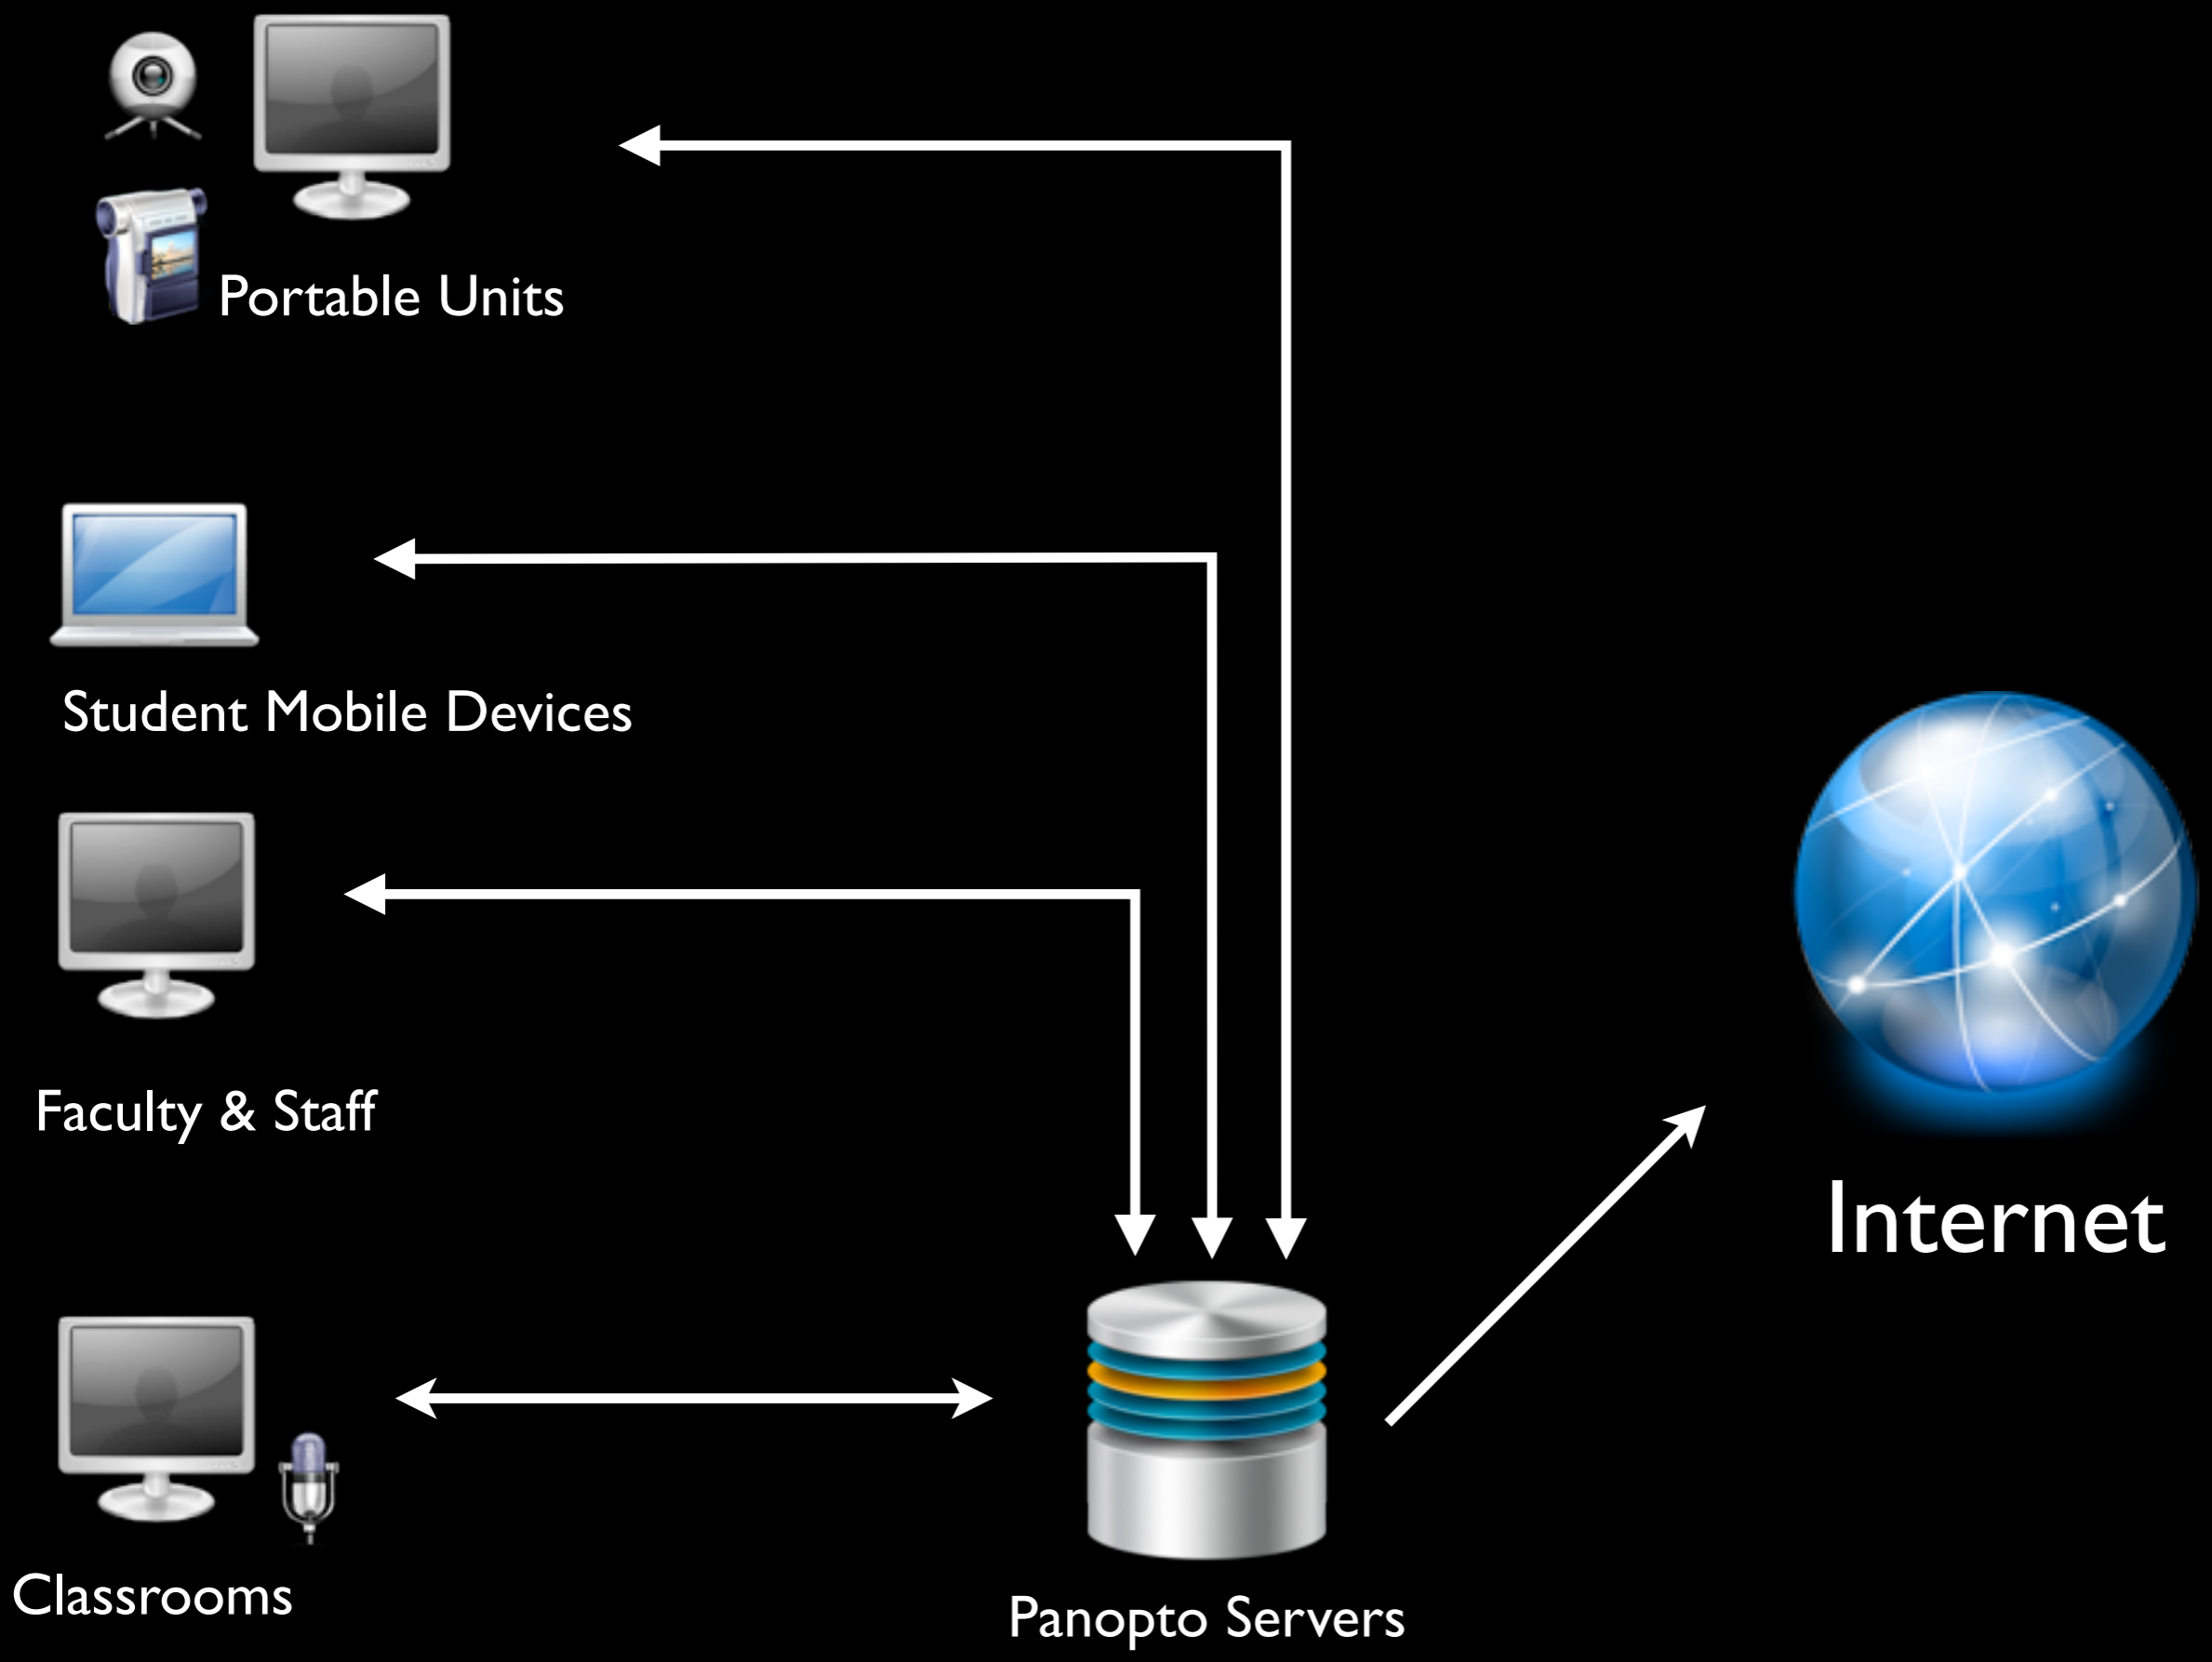 Portable Units
Student Mobile Devices
Faculty & Staff
Internet
Classrooms
Panopto Servers